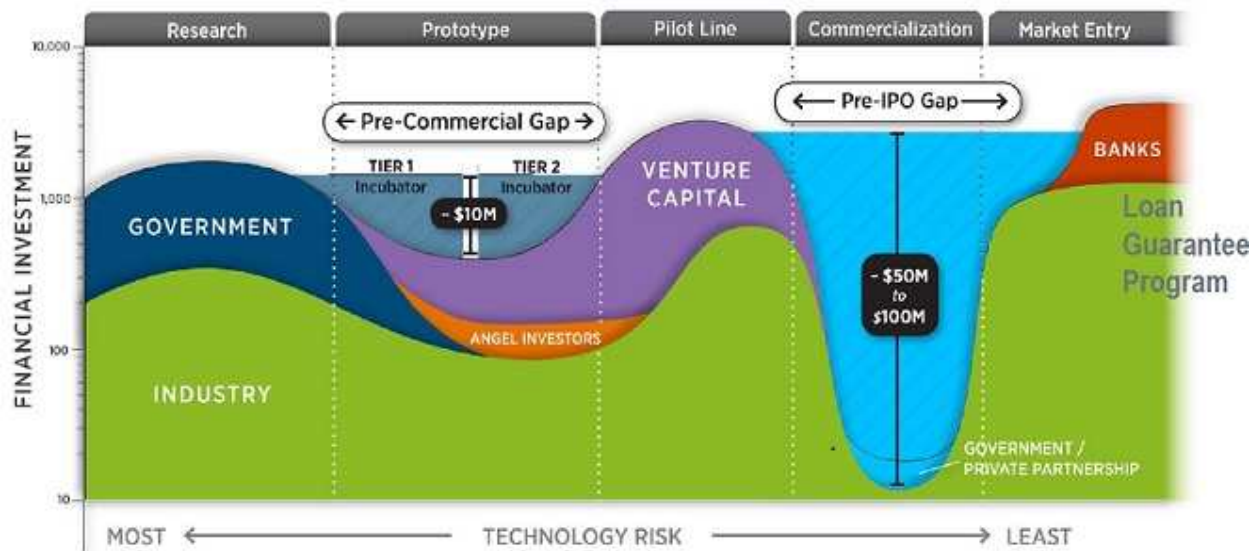 Research
Prototype
Pilot Line
Commercialization
Market Entry
10,000
1,000
100
10
FINANCIAL INVESTMENT
← Pre-Commercial Gap →
← Pre-IPO Gap →
TIER 1
Incubator
TIER 2
Incubator
~ $10M
GOVERNMENT
VENTURE
CAPITAL
BANKS
Loan
Guarantee
Program
~ $50M
to
$100M
ANGEL INVESTORS
INDUSTRY
GOVERNMENT /
PRIVATE PARTNERSHIP
MOST ← TECHNOLOGY RISK → LEAST